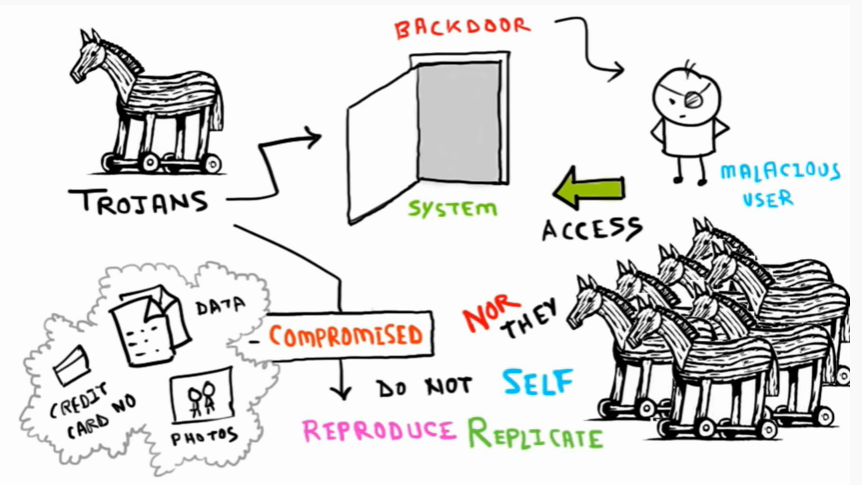 BACKDOOR
TROJANS
SYSTEM
MALACIOUS
USER
ACCESS
DATA
CREDIT
CARD NO
PHOTOS
- COMPROMISED
NOR
THEY
DO NOT SELF
REPRODUCE REPLICATE